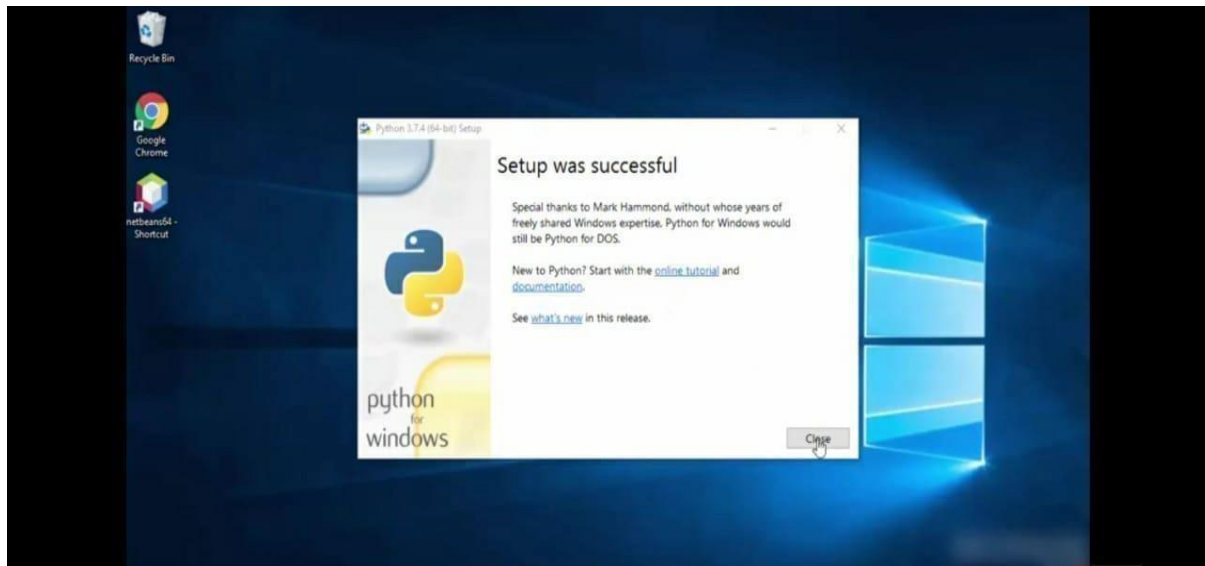 Recycle Bin
Google
Chrome
netbeans64 -
Shortcut
Python 3.7.4 (64-bit) Setup
Setup was successful
Special thanks to Mark Hammond, without whose years of
freely shared Windows expertise, Python for Windows would
still be Python for DOS.
New to Python? Start with the online tutorial and
documentation.
See what's new in this release.
python
for
windows
Close